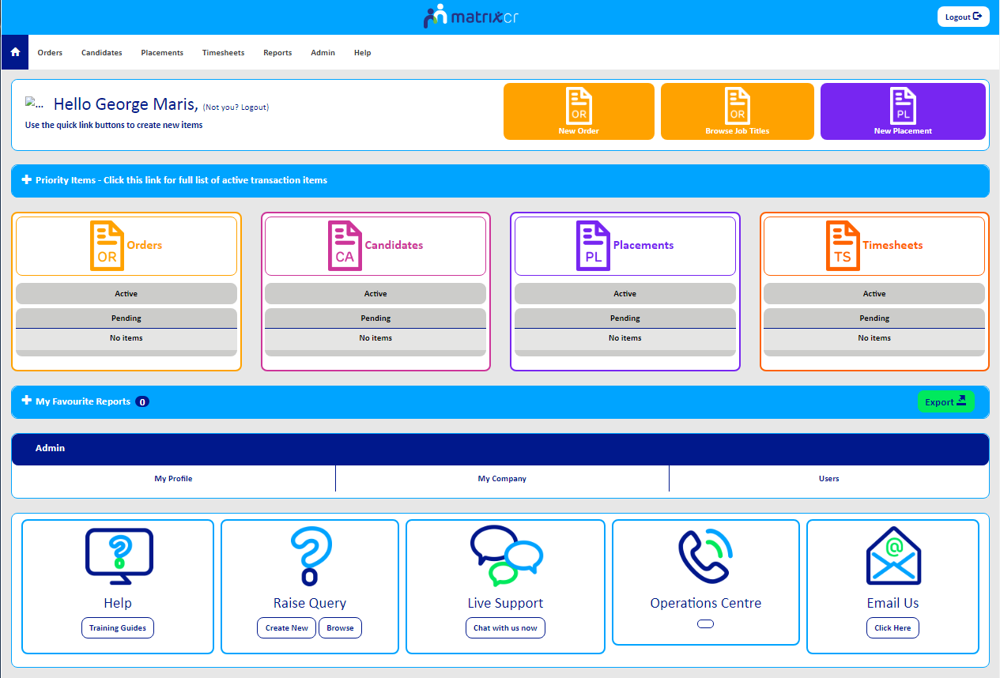 matrixcr
Logout
Orders Candidates Placements Timesheets Reports Admin Help
... Hello George Maris, (Not you? Logout)
Use the quick link buttons to create new items
OR
New Order
OR
Browse Job Titles
PL
New Placement
Priority Items - Click this link for full list of active transaction items
OR Orders
Active
Pending
No items
CA Candidates
Active
Pending
No items
PL Placements
Active
Pending
No items
TS Timesheets
Active
Pending
No items
My Favourite Reports 0
Export
Admin
My Profile My Company Users
Help
Training Guides
Raise Query
Create New Browse
Live Support
Chat with us now
Operations Centre
@
Email Us
Click Here